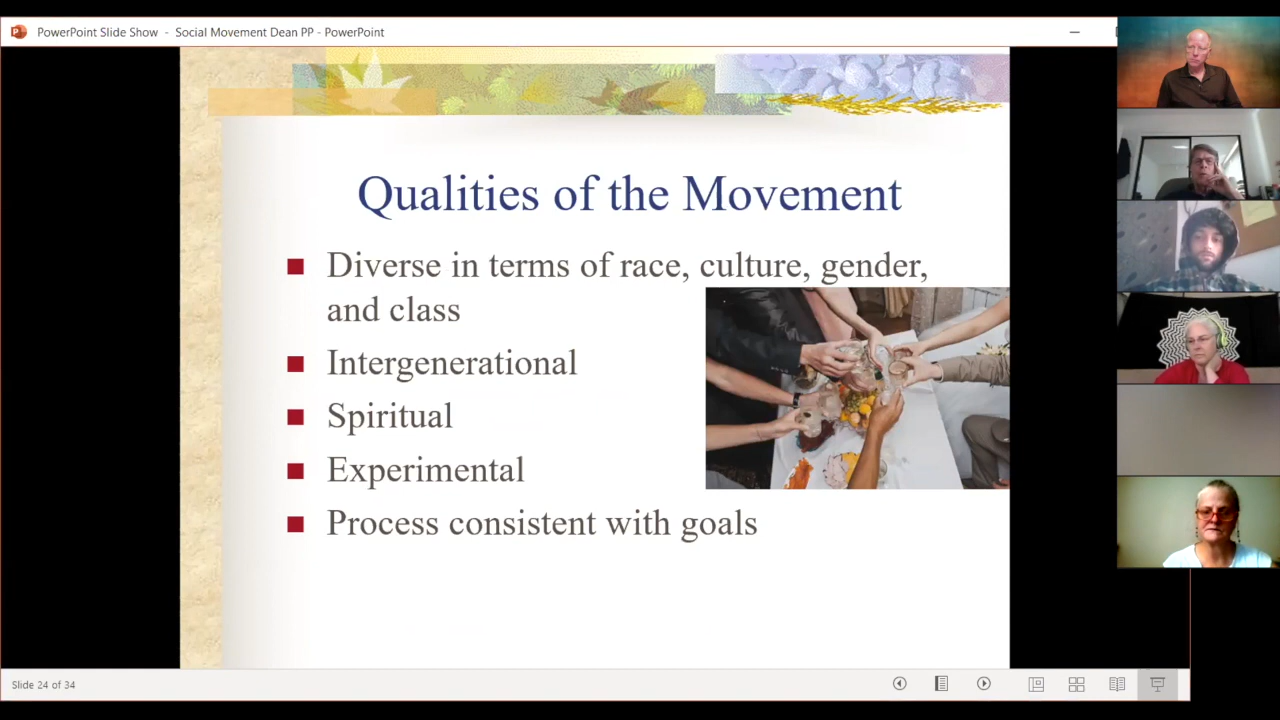 PowerPoint Slide Show - Social Movement Dean PP - PowerPoint
Qualities of the Movement
Diverse in terms of race, culture, gender,
and class
Intergenerational
Spiritual
Experimental
Process consistent with goals
Slide 24 of 34